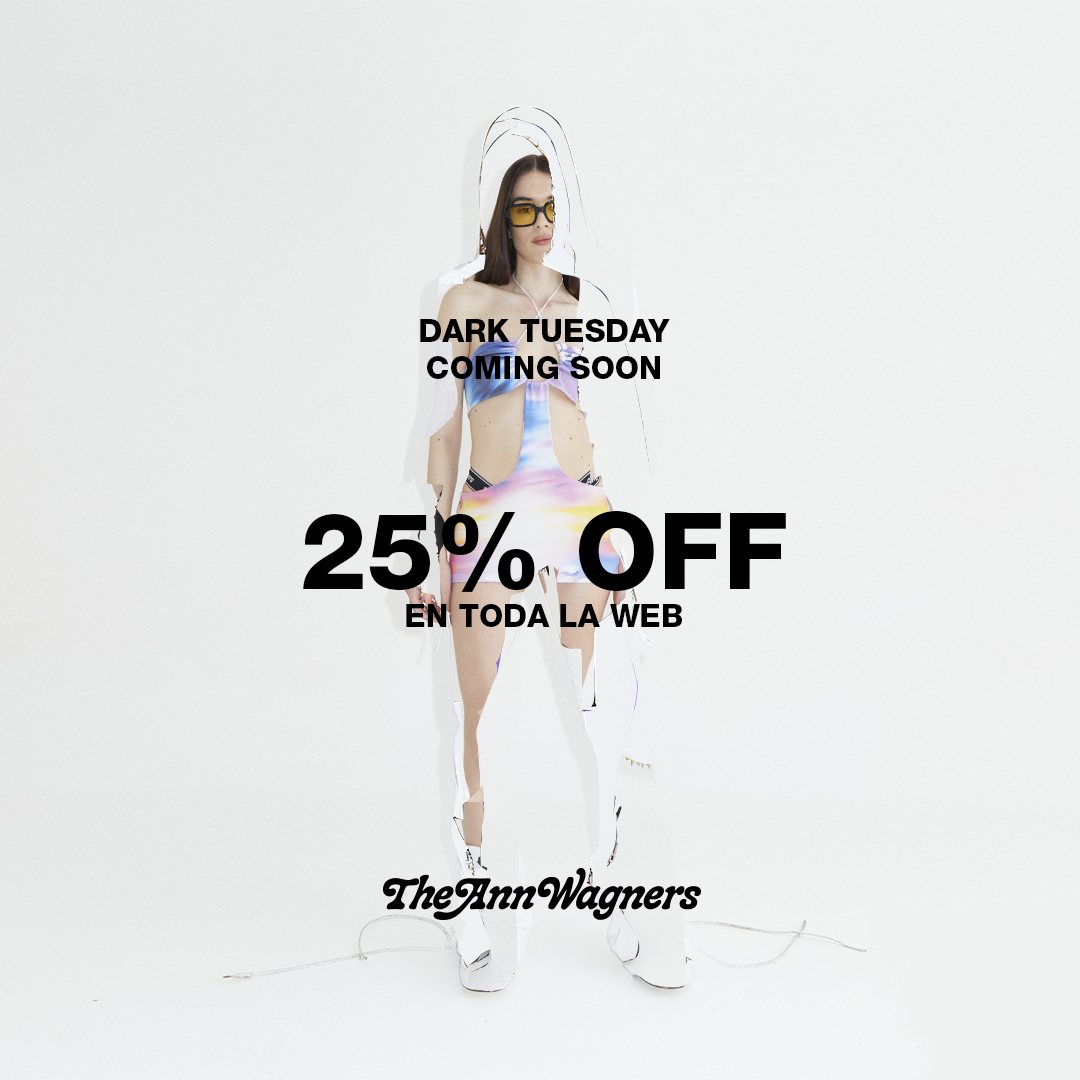 DARK TUESDAY
COMING SOON
25% OFF
EN TODA LA WEB
TheAnnWagners